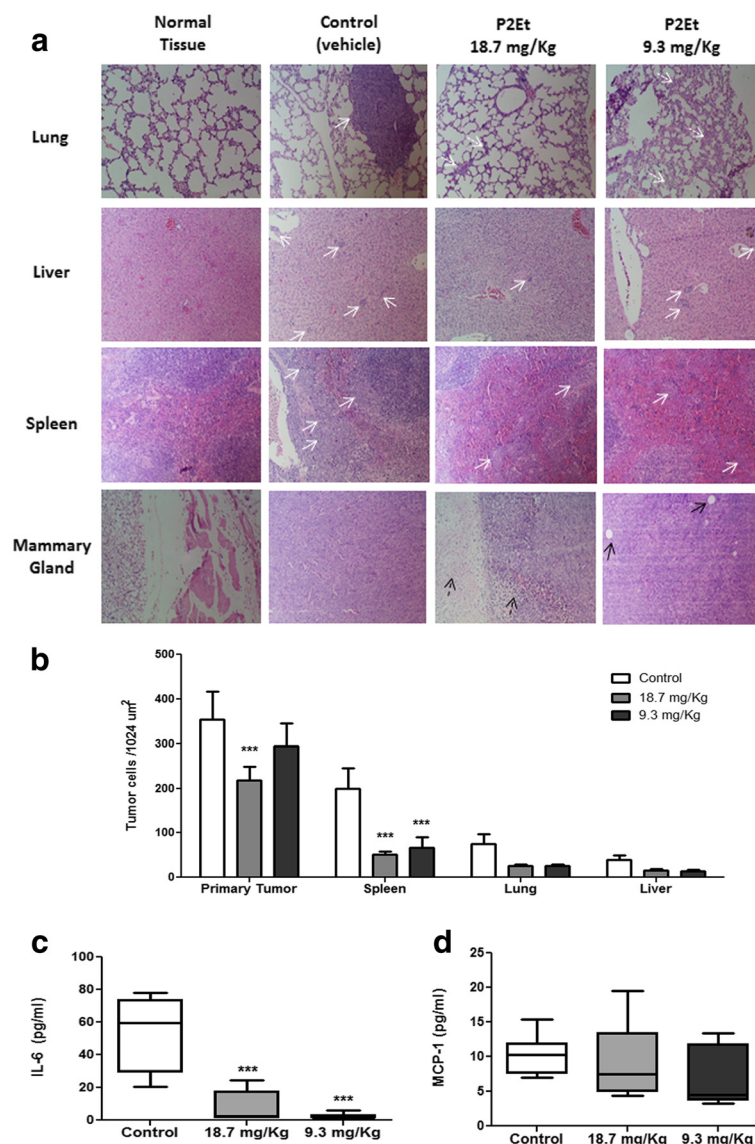 a
Normal Tissue
Control (vehicle)
P2Et 18.7 mg/Kg
P2Et 9.3 mg/Kg
Lung
Liver
Spleen
Mammary Gland
b
500
400
300
200
100
0
Tumor cells /1024 um²
Control
18.7 mg/Kg
9.3 mg/Kg
***
***
***
Primary Tumor
Spleen
Lung
Liver
c
100
80
60
40
20
0
IL-6 (pg/ml)
***
***
Control
18.7 mg/Kg
9.3 mg/Kg
d
25
20
15
10
5
0
MCP-1 (pg/ml)
Control
18.7 mg/Kg
9.3 mg/Kg